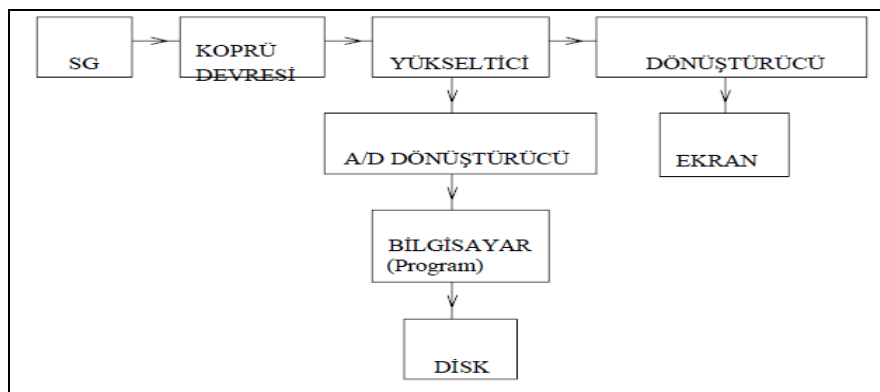 SG
KOPRÜ
DEVRESİ
YÜKSELTİCİ
DÖNÜŞTÜRÜCÜ
A/D DÖNÜŞTÜRÜCÜ
EKRAN
BİLGİSAYAR
(Program)
DİSK